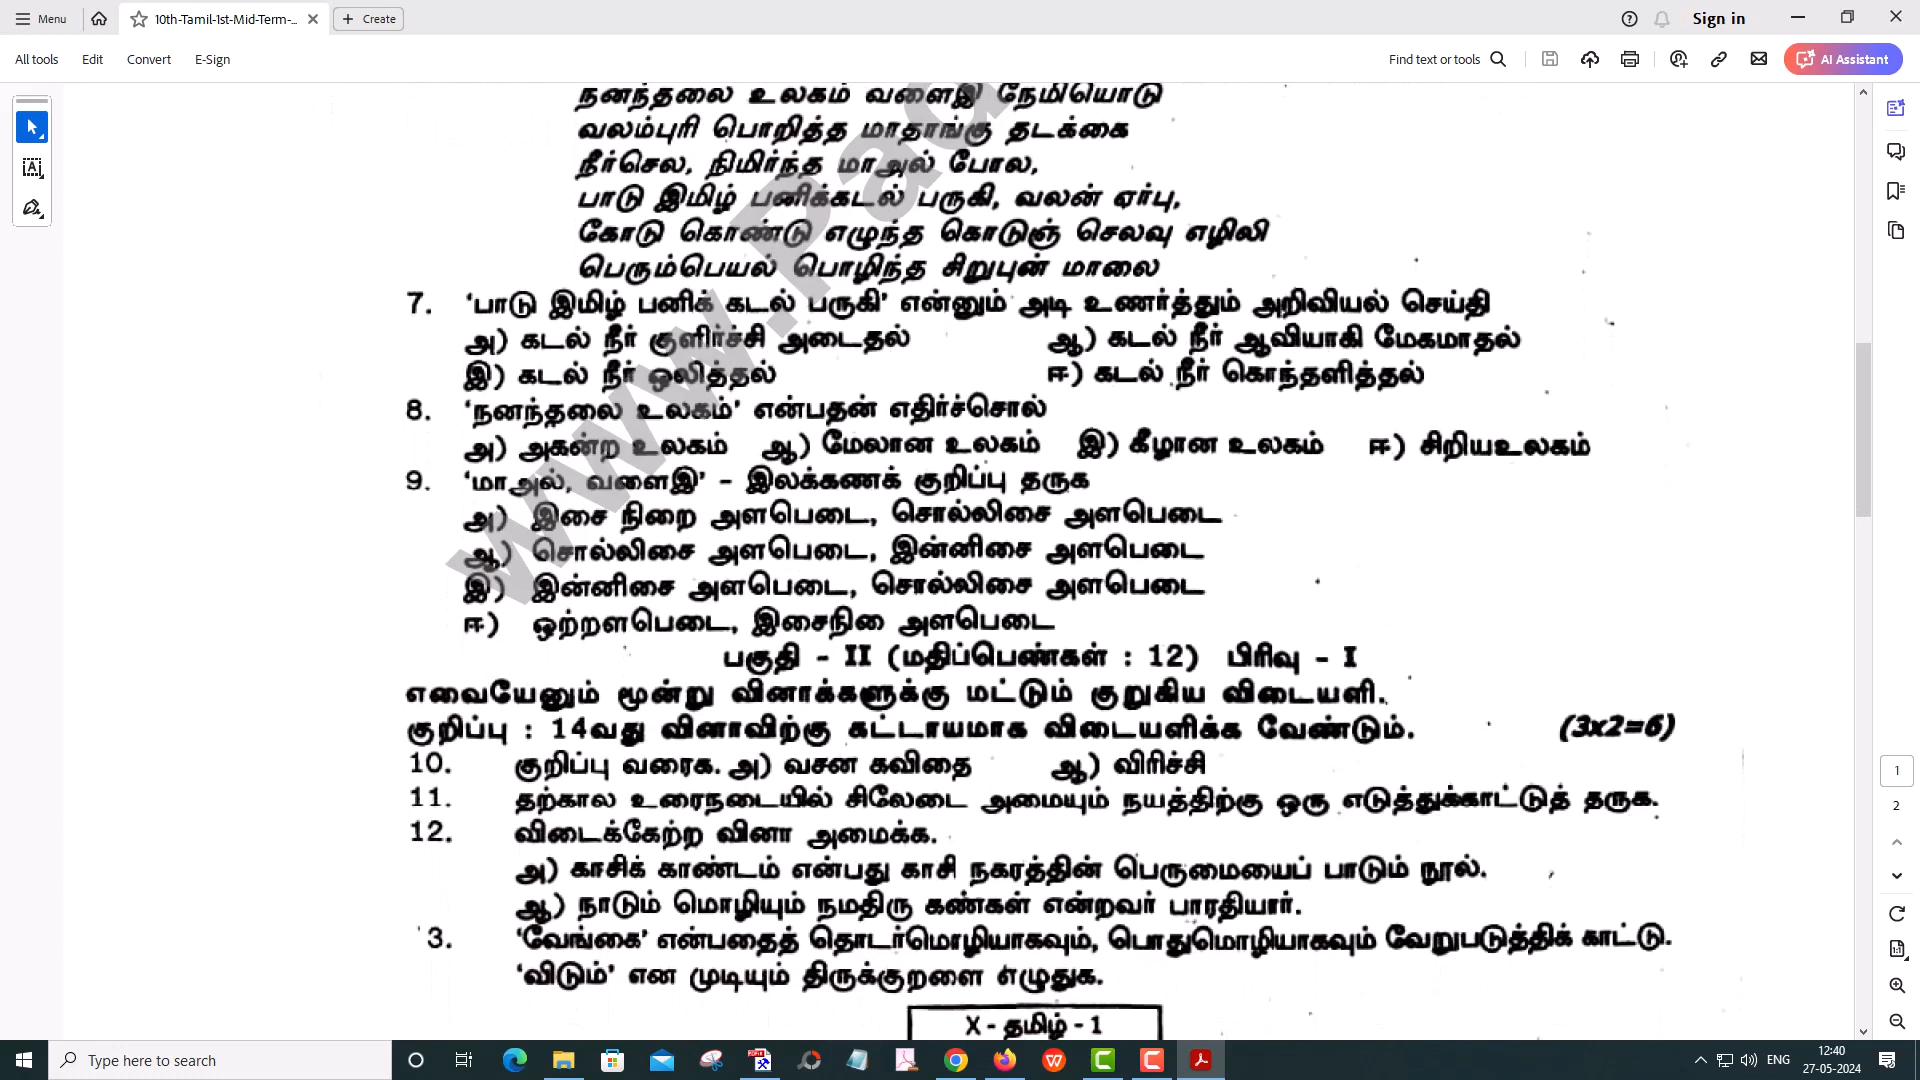 Menu
10th-Tamil-1st-Mid-Term-...
Create
Sign in
All tools
Edit
Convert
E-Sign
Find text or tools
AI Assistant
நனந்தலை உலகம் வளைஇ நேமியொடு
வலம்புரி பொறித்த மாதாங்கு தடக்கை
நீர்செல, நிமிர்ந்த மாஅல் போல,
பாடு இமிழ் பனிக்கடல் பருகி, வலன் ஏர்பு,
கோடு கொண்டு எழுந்த கொடுஞ் செலவு எழிலி
பெரும்பெயல் பொழிந்த சிறுபுன் மாலை
7. 'பாடு இமிழ் பனிக் கடல் பருகி' என்னும் அடி உணர்த்தும் அறிவியல் செய்தி
அ) கடல் நீர் குளிர்ச்சி அடைதல் ஆ) கடல் நீர் ஆவியாகி மேகமாதல்
இ) கடல் நீர் ஒலித்தல் ஈ) கடல் நீர் கொந்தளித்தல்
8. 'நனந்தலை உலகம்' என்பதன் எதிர்ச்சொல்
அ) அகன்ற உலகம் ஆ) மேலான உலகம் இ) கீழான உலகம் ஈ) சிறியஉலகம்
9. 'மாஅல், வளைஇ' - இலக்கணக் குறிப்பு தருக
அ) இசை நிறை அளபெடை, சொல்லிசை அளபெடை
ஆ) சொல்லிசை அளபெடை, இன்னிசை அளபெடை
இ) இன்னிசை அளபெடை, சொல்லிசை அளபெடை
ஈ) ஒற்றளபெடை, இசைநிை அளபெடை
பகுதி - II (மதிப்பெண்கள் : 12) பிரிவு - I
எவையேனும் மூன்று வினாக்களுக்கு மட்டும் குறுகிய விடையளி.
குறிப்பு : 14வது வினாவிற்கு கட்டாயமாக விடையளிக்க வேண்டும். (3x2=6)
10. குறிப்பு வரைக. அ) வசன கவிதை ஆ) விரிச்சி
11. தற்கால உரைநடையில் சிலேடை அமையும் நயத்திற்கு ஒரு எடுத்துக்காட்டுத் தருக.
12. விடைக்கேற்ற வினா அமைக்க.
அ) காசிக் காண்டம் என்பது காசி நகரத்தின் பெருமையைப் பாடும் நூல்.
ஆ) நாடும் மொழியும் நமதிரு கண்கள் என்றவர் பாரதியார்.
3. 'வேங்கை' என்பதைத் தொடர்மொழியாகவும், பொதுமொழியாகவும் வேறுபடுத்திக் காட்டு.
'விடும்' என முடியும் திருக்குறளை எழுதுக.
X - தமிழ் - 1
www.Pad
1
2
Type here to search
ENG
12:40
27-05-2024